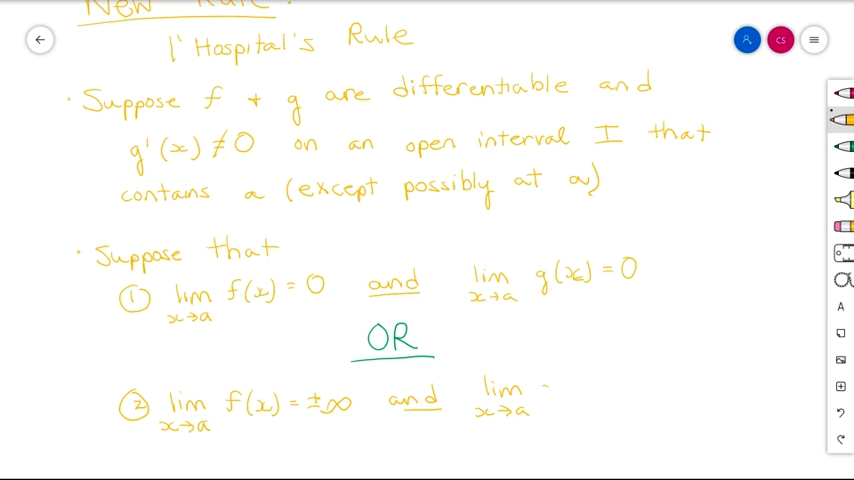 New Rule:
l'Hospital's Rule
· Suppose f + g are differentiable and
g'(x) ≠ 0 on an open interval I that
contains a (except possibly at a)
· Suppose that
① lim x→a f(x) = 0 and lim x→a g(x) = 0
OR
② lim x→a f(x) = ±∞ and lim x→a
CS
A